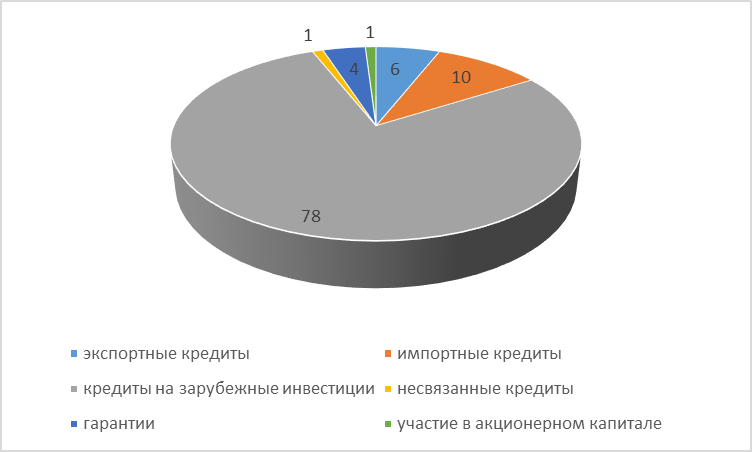 1
1
4
6
10
78
экспортные кредиты
импортные кредиты
кредиты на зарубежные инвестиции
несвязанные кредиты
гарантии
участие в акционерном капитале